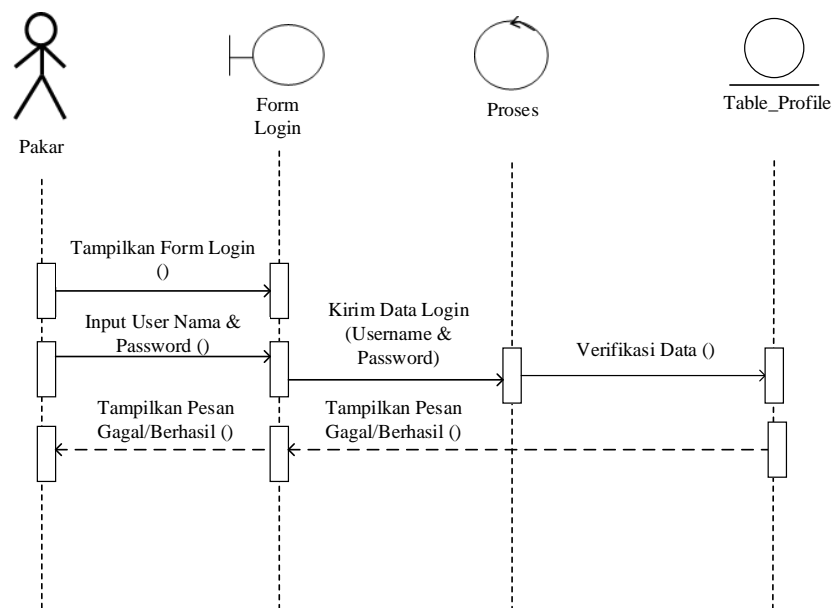 Pakar
Form
Login
Proses
Table_Profile
Tampilkan Form Login
()
Input User Nama &
Password ()
Kirim Data Login
(Username &
Password)
Verifikasi Data ()
Tampilkan Pesan
Gagal/Berhasil ()
Tampilkan Pesan
Gagal/Berhasil ()